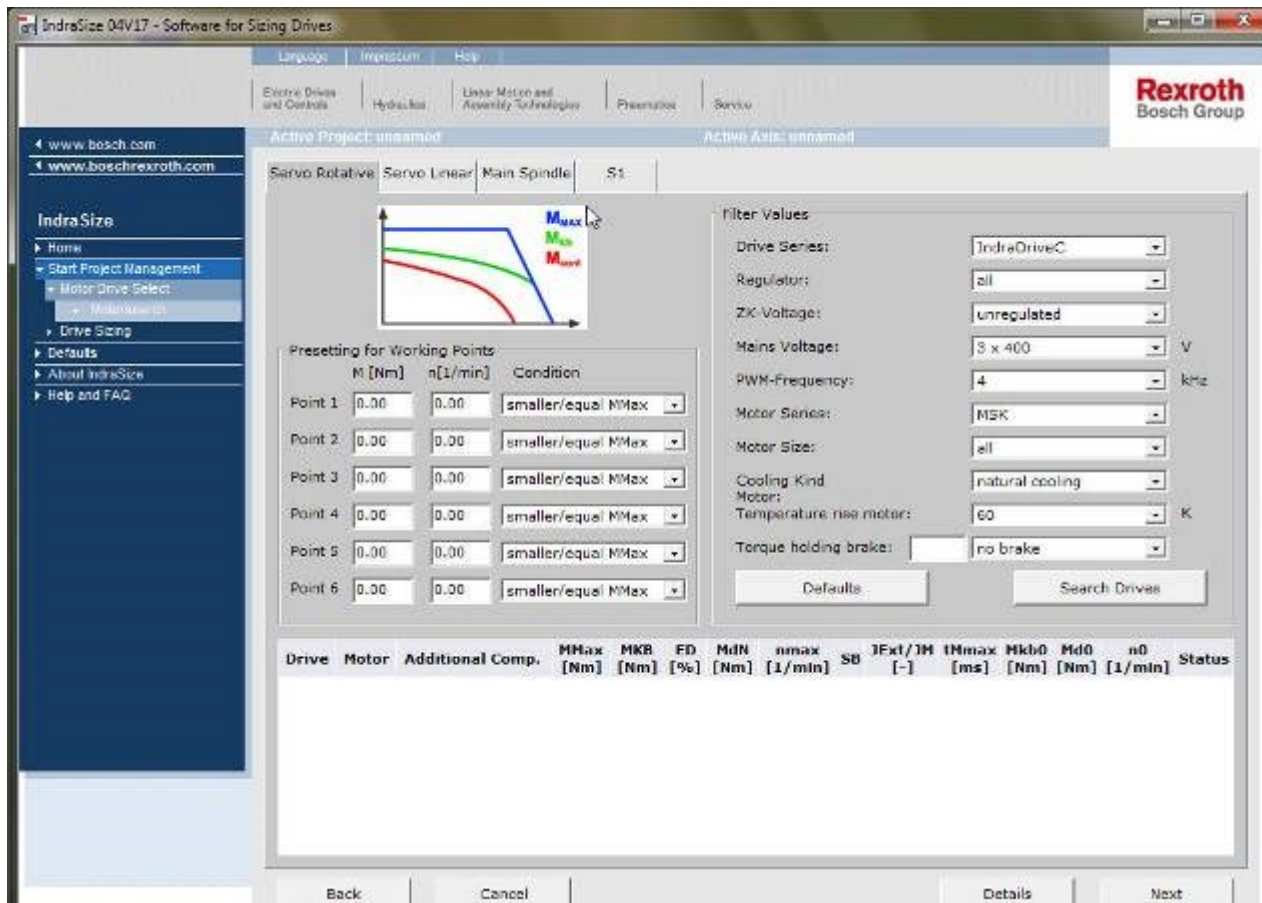 IndraSize 04V17 - Software for Sizing Drives
Language Impressum Help
Electric Drives and Controls Hydraulics Linear Motion and Assembly Technologies Pneumatics Service
Rexroth
Bosch Group
Active Project: unnamed Active Axis: unnamed
www.bosch.com
www.boschrexroth.com
IndraSize
Home
Start Project Management
Motor Drive Select
Motorsearch
Drive Sizing
Defaults
About IndraSize
Help and FAQ
Servo Rotative Servo Linear Main Spindle S1
MMAX
Presetting for Working Points
M [Nm] n[1/min] Condition
Point 1 0.00 0.00 smaller/equal MMax
Point 2 0.00 0.00 smaller/equal MMax
Point 3 0.00 0.00 smaller/equal MMax
Point 4 0.00 0.00 smaller/equal MMax
Point 5 0.00 0.00 smaller/equal MMax
Point 6 0.00 0.00 smaller/equal MMax
Filter Values
Drive Series: IndraDriveC
Regulator: all
ZK-Voltage: unregulated
Mains Voltage: 3 x 400 V
PWM-Frequency: 4 kHz
Motor Series: MSK
Motor Size: all
Cooling Kind Motor: natural cooling
Temperature rise motor: 60 K
Torque holding brake: no brake
Defaults Search Drives
Drive Motor Additional Comp. MMax [Nm] MKB [Nm] ED [%] MdN [Nm] nmax [1/min] SB JExt/JM [-] tMmax [ms] Mkb0 [Nm] Md0 [Nm] n0 [1/min] Status
Back Cancel Details Next